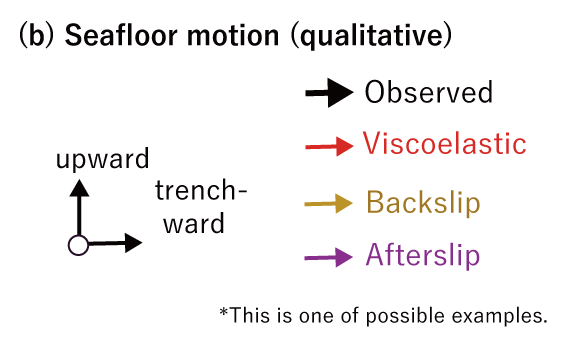 (b) Seafloor motion (qualitative)
Observed
Viscoelastic
upward
trench-
ward
Backslip
Afterslip
*This is one of possible examples.